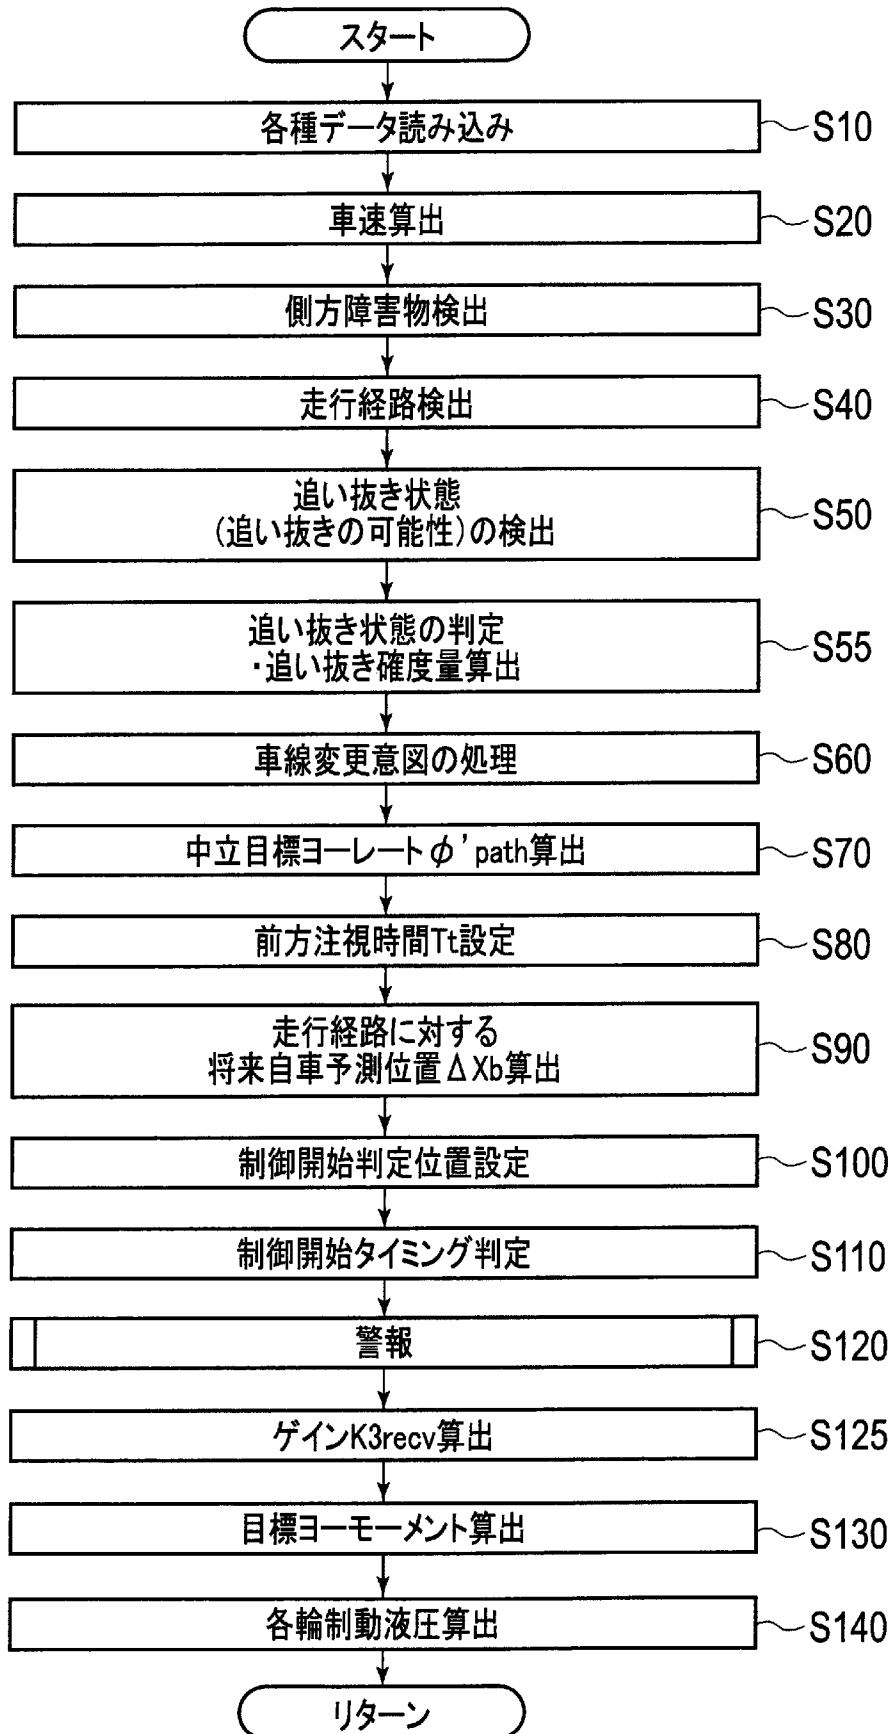 スタート
各種データ読み込み
S10
車速算出
S20
側方障害物検出
S30
走行経路検出
S40
追い抜き状態
(追い抜きの可能性)の検出
S50
追い抜き状態の判定
・追い抜き確度量算出
S55
車線変更意図の処理
S60
中立目標ヨーレートφ'path算出
S70
前方注視時間Tt設定
S80
走行経路に対する
将来自車予測位置ΔXb算出
S90
制御開始判定位置設定
S100
制御開始タイミング判定
S110
警報
S120
ゲインK3recv算出
S125
目標ヨーモーメント算出
S130
各輪制動液圧算出
S140
リターン